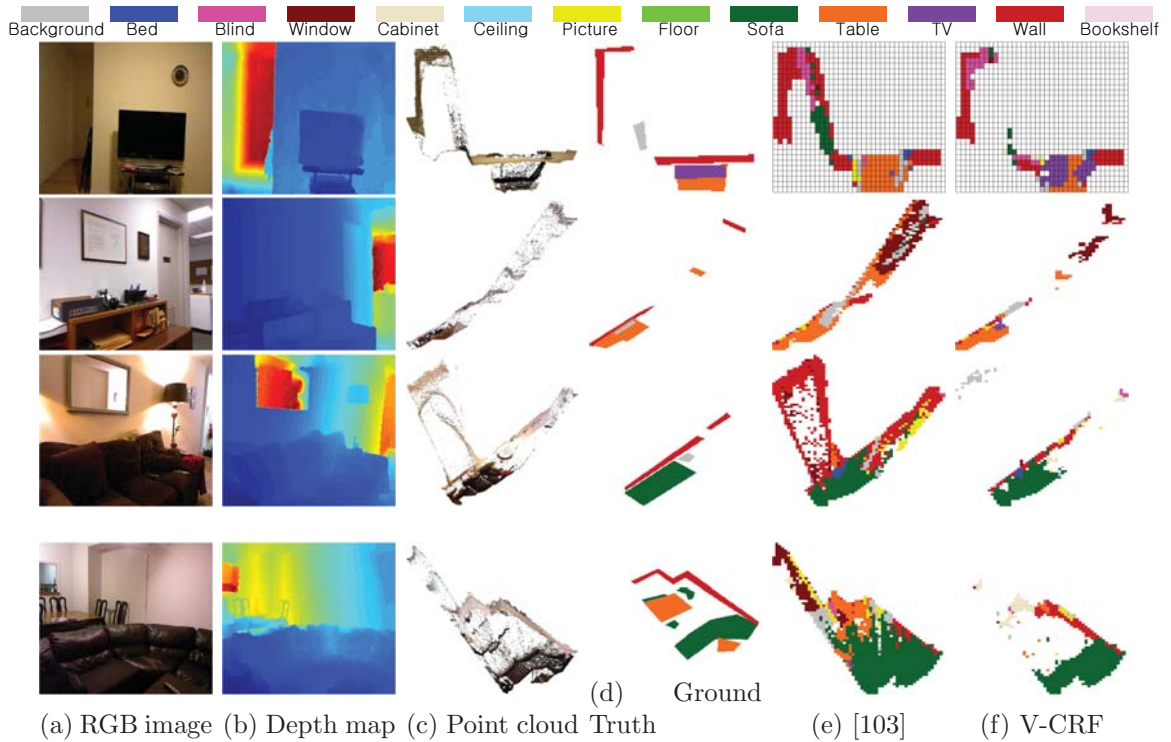 Background Bed Blind Window Cabinet Ceiling Picture Floor Sofa Table TV Wall Bookshelf
(d) Ground
(a) RGB image (b) Depth map (c) Point cloud Truth (e) [103] (f) V-CRF